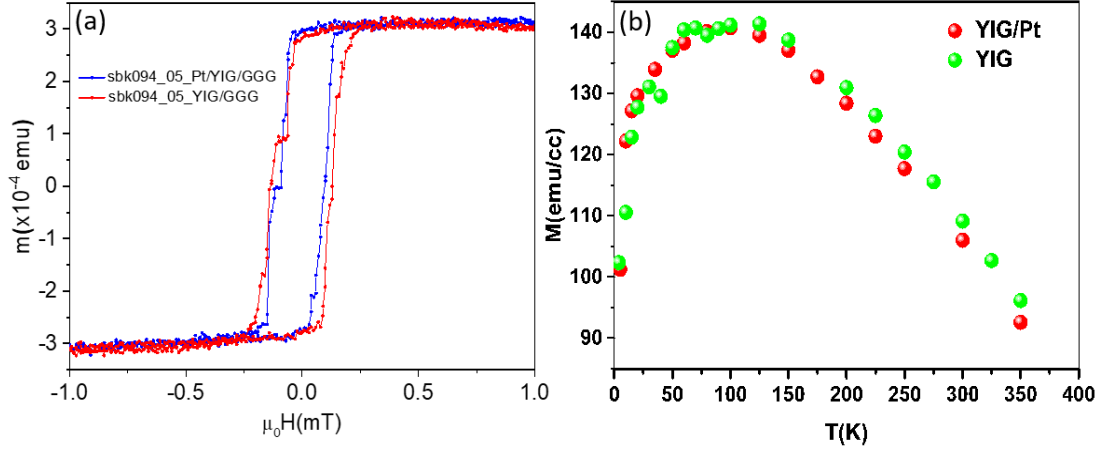 (a)
sbk094_05_Pt/YIG/GGG
sbk094_05_YIG/GGG
m(x10⁻⁴ emu)
3
2
1
0
-1
-2
-3
-1.0
-0.5
0.0
0.5
1.0
μ₀H(mT)
(b)
YIG/Pt
YIG
M(emu/cc)
140
130
120
110
100
90
0
50
100
150
200
250
300
350
400
T(K)